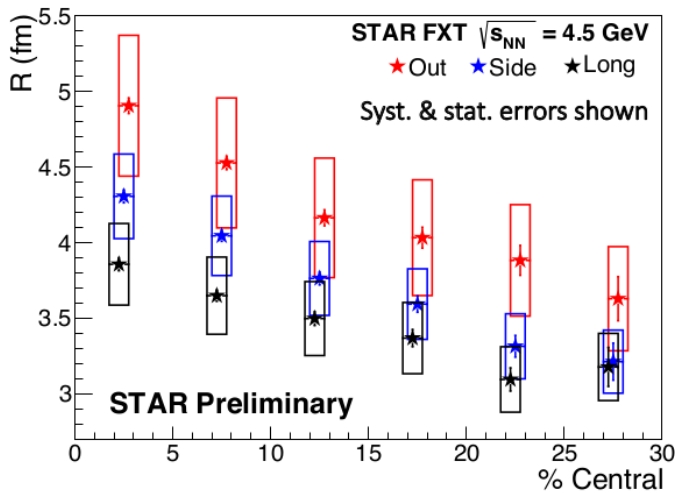 STAR FXT √s_NN = 4.5 GeV
★Out ★Side ★Long
Syst. & stat. errors shown
R (fm)
5.5
5
4.5
4
3.5
3
STAR Preliminary
0 5 10 15 20 25 30
% Central